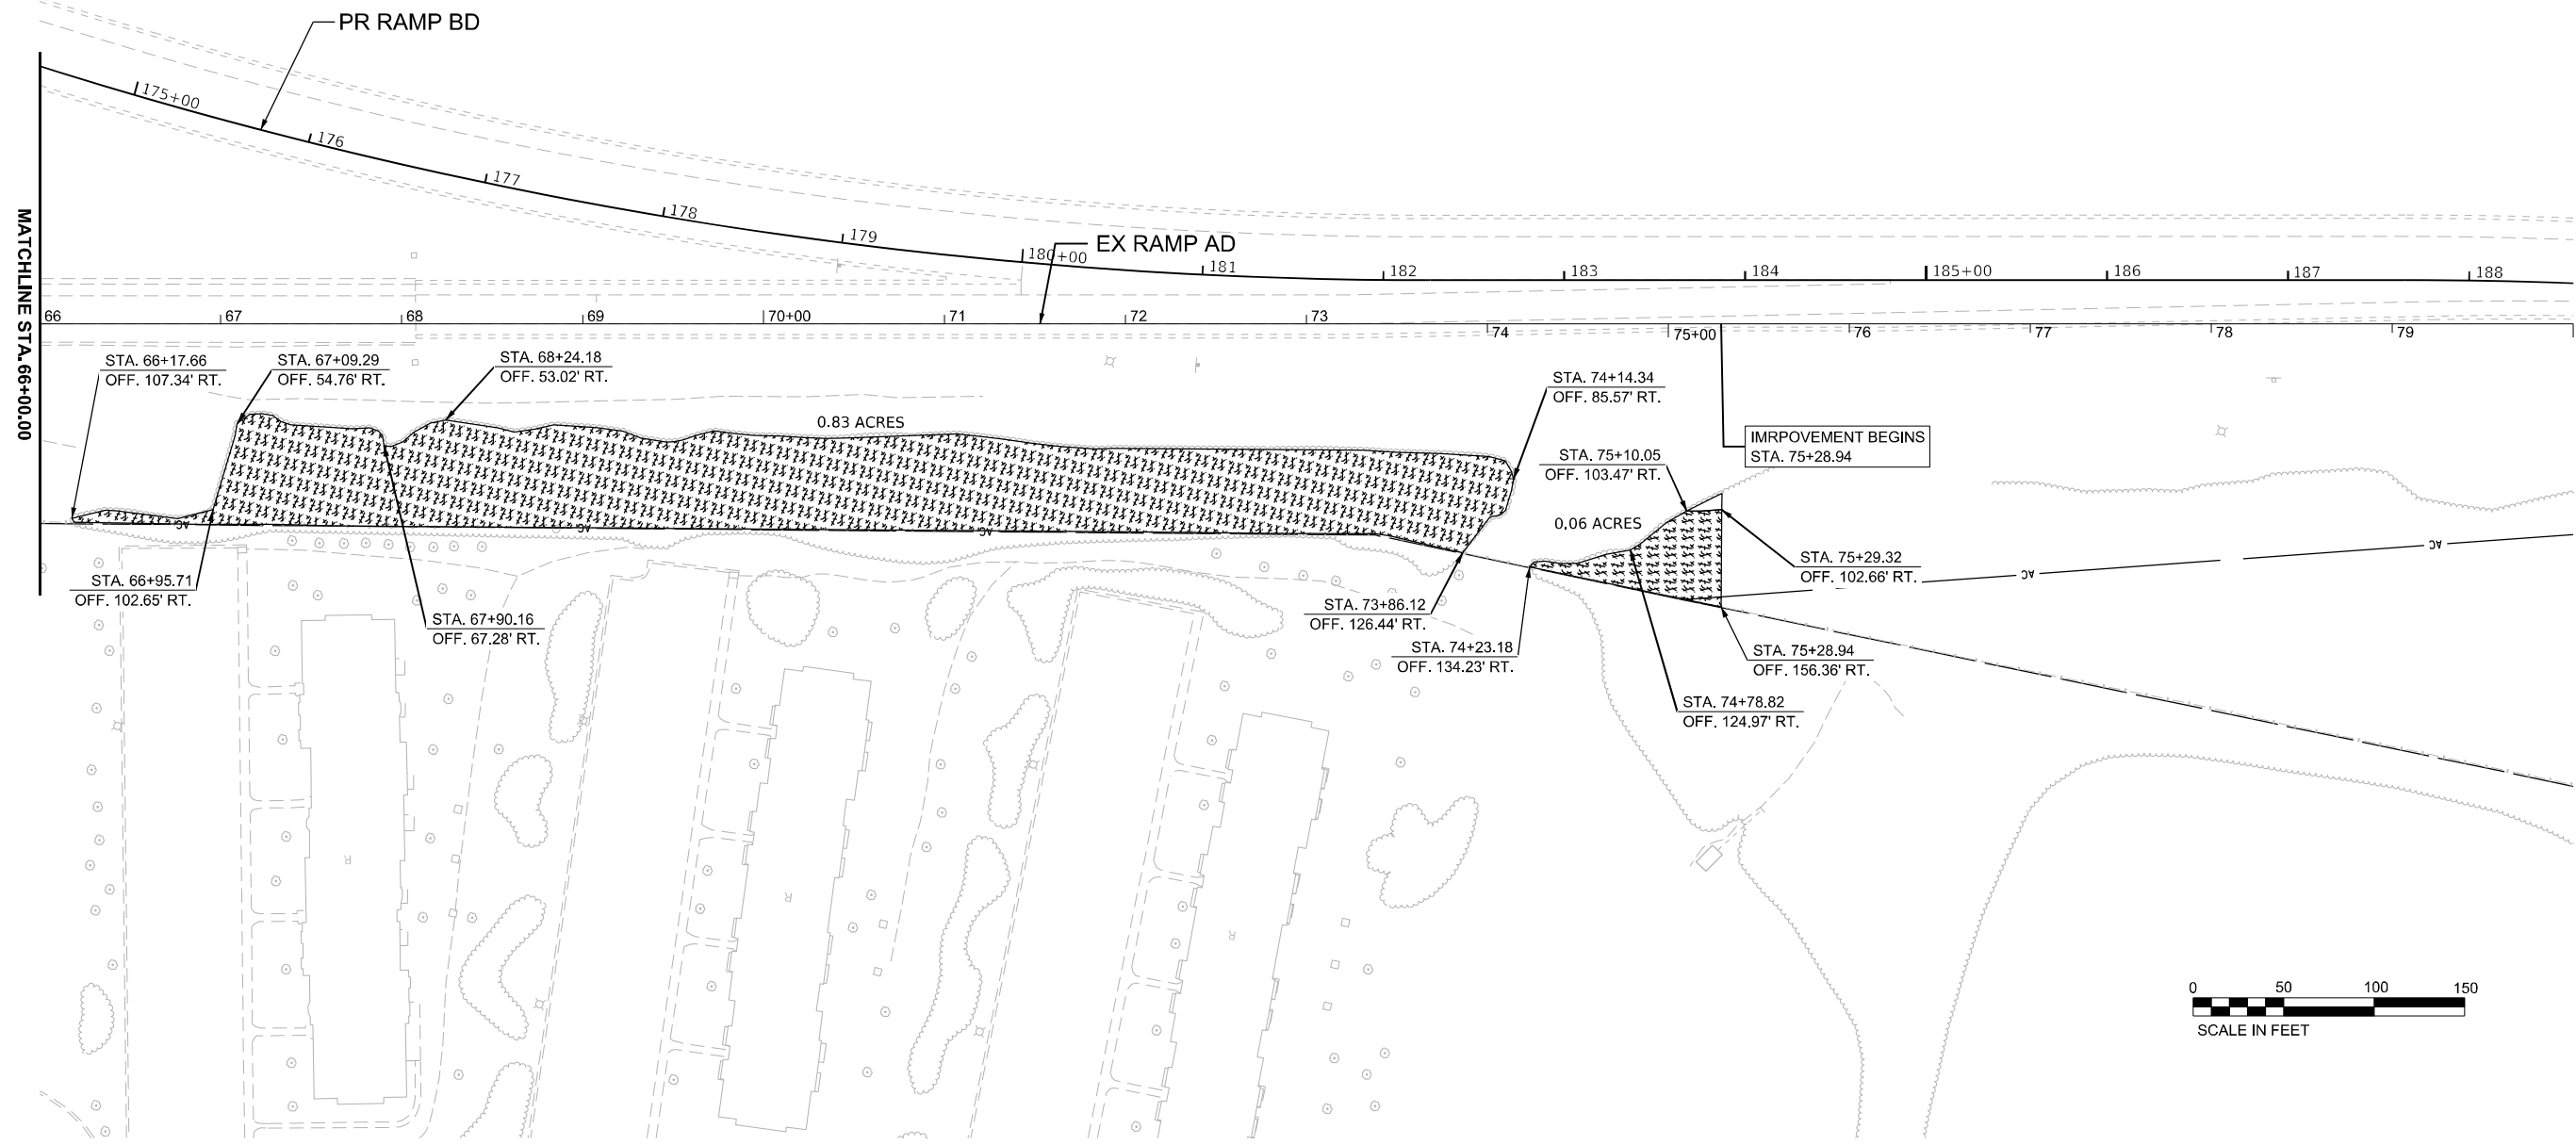 PR RAMP BD
175+00
176
177
178
179
EX RAMP AD
180+00
181
182
183
184
185+00
186
187
188
MATCHLINE STA.66+00.00
66
67
68
69
70+00
71
72
73
74
75+00
76
77
78
79
STA. 66+17.66
OFF. 107.34' RT.
STA. 67+09.29
OFF. 54.76' RT.
STA. 68+24.18
OFF. 53.02' RT.
0.83 ACRES
STA. 74+14.34
OFF. 85.57' RT.
IMRPOVEMENT BEGINS
STA. 75+28.94
STA. 75+10.05
OFF. 103.47' RT.
0.06 ACRES
AC
AC
AC
AC
AC
STA. 75+29.32
OFF. 102.66' RT.
STA. 66+95.71
OFF. 102.65' RT.
STA. 67+90.16
OFF. 67.28' RT.
STA. 73+86.12
OFF. 126.44' RT.
STA. 74+23.18
OFF. 134.23' RT.
STA. 75+28.94
OFF. 156.36' RT.
STA. 74+78.82
OFF. 124.97' RT.
R
R
R
0 50 100 150
SCALE IN FEET